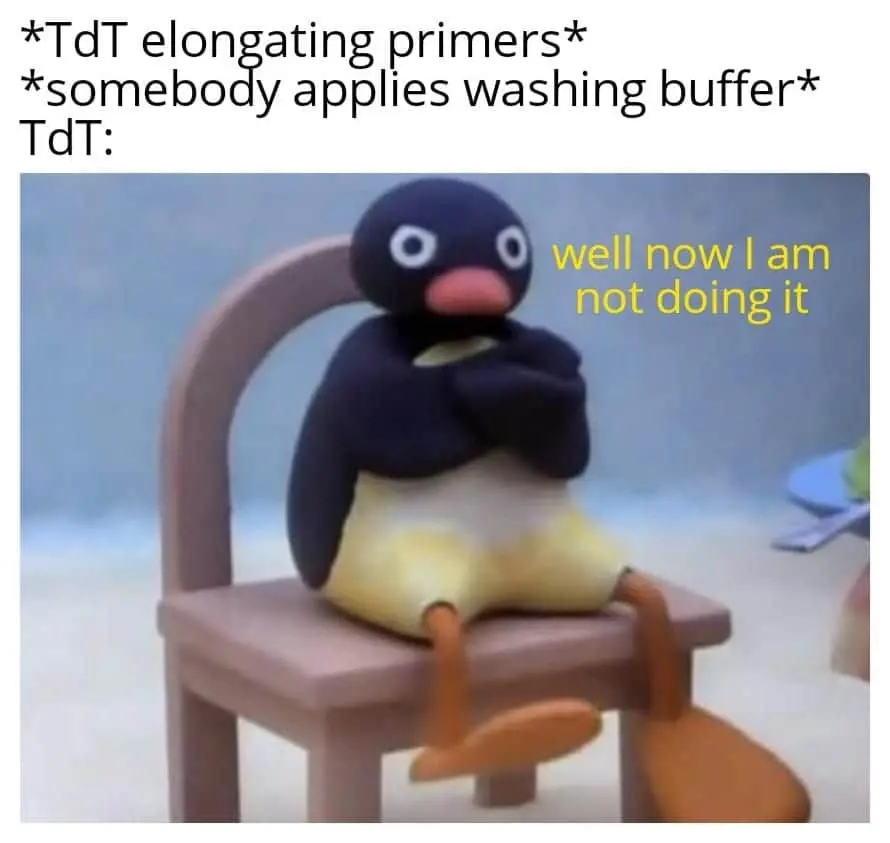 *TdT elongating primers*
*somebody applies washing buffer*
TdT:
well now I am
not doing it